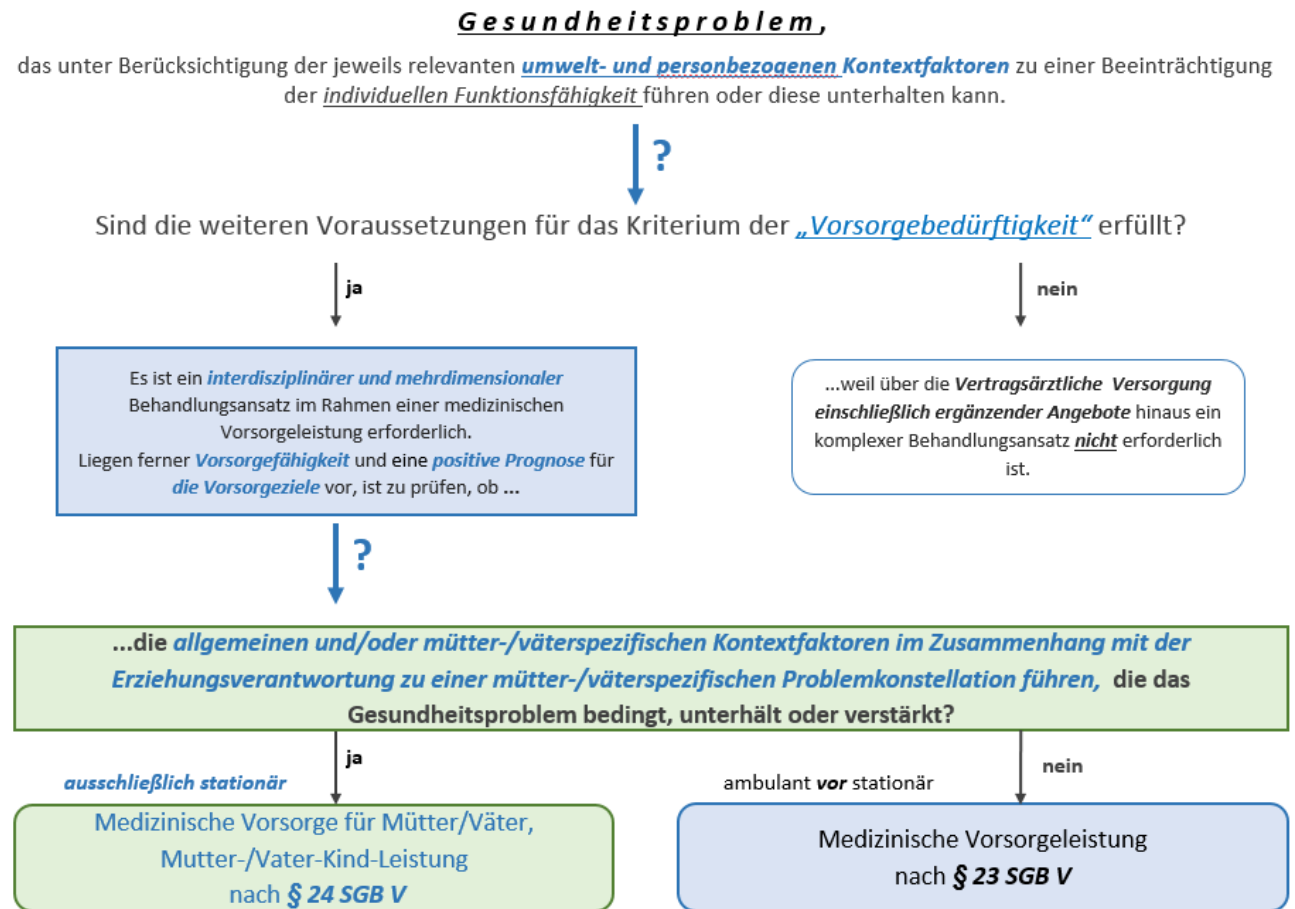 Gesundheitsproblem,
das unter Berücksichtigung der jeweils relevanten umwelt- und personbezogenen Kontextfaktoren zu einer Beeinträchtigung
der individuellen Funktionsfähigkeit führen oder diese unterhalten kann.
?
Sind die weiteren Voraussetzungen für das Kriterium der „Vorsorgebedürftigkeit“ erfüllt?
ja
nein
Es ist ein interdisziplinärer und mehrdimensionaler
Behandlungsansatz im Rahmen einer medizinischen
Vorsorgeleistung erforderlich.
Liegen ferner Vorsorgefähigkeit und eine positive Prognose für
die Vorsorgeziele vor, ist zu prüfen, ob ...
...weil über die Vertragsärztliche Versorgung
einschließlich ergänzender Angebote hinaus ein
komplexer Behandlungsansatz nicht erforderlich
ist.
?
...die allgemeinen und/oder mütter-/väterspezifischen Kontextfaktoren im Zusammenhang mit der
Erziehungsverantwortung zu einer mütter-/väterspezifischen Problemkonstellation führen, die das
Gesundheitsproblem bedingt, unterhält oder verstärkt?
ja
nein
ausschließlich stationär
ambulant vor stationär
Medizinische Vorsorge für Mütter/Väter,
Mutter-/Vater-Kind-Leistung
nach § 24 SGB V
Medizinische Vorsorgeleistung
nach § 23 SGB V